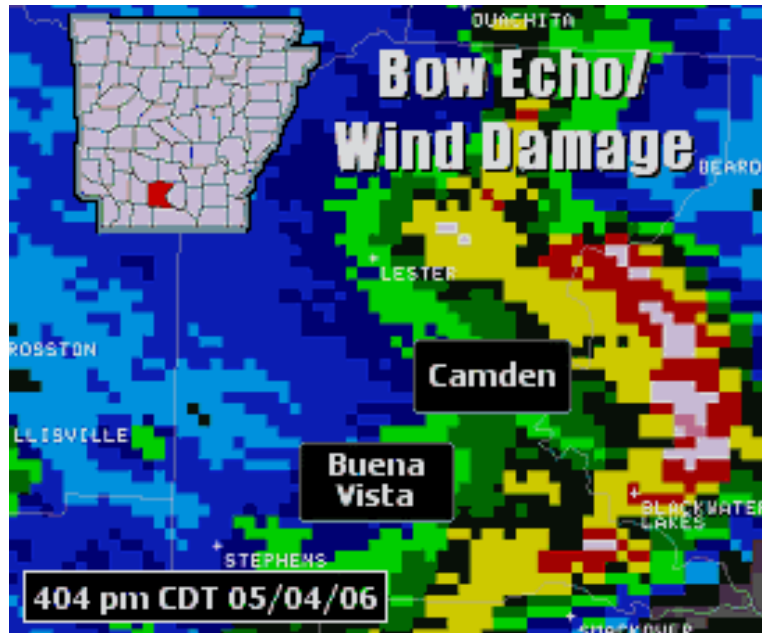 OUACHITA
Bow Echo/
Wind Damage
BEARD
LESTER
ROSSTON
Camden
LLISVILLE
Buena
Vista
BLACKWATER
LAKES
STEPHENS
404 pm CDT 05/04/06
SMACKOVER